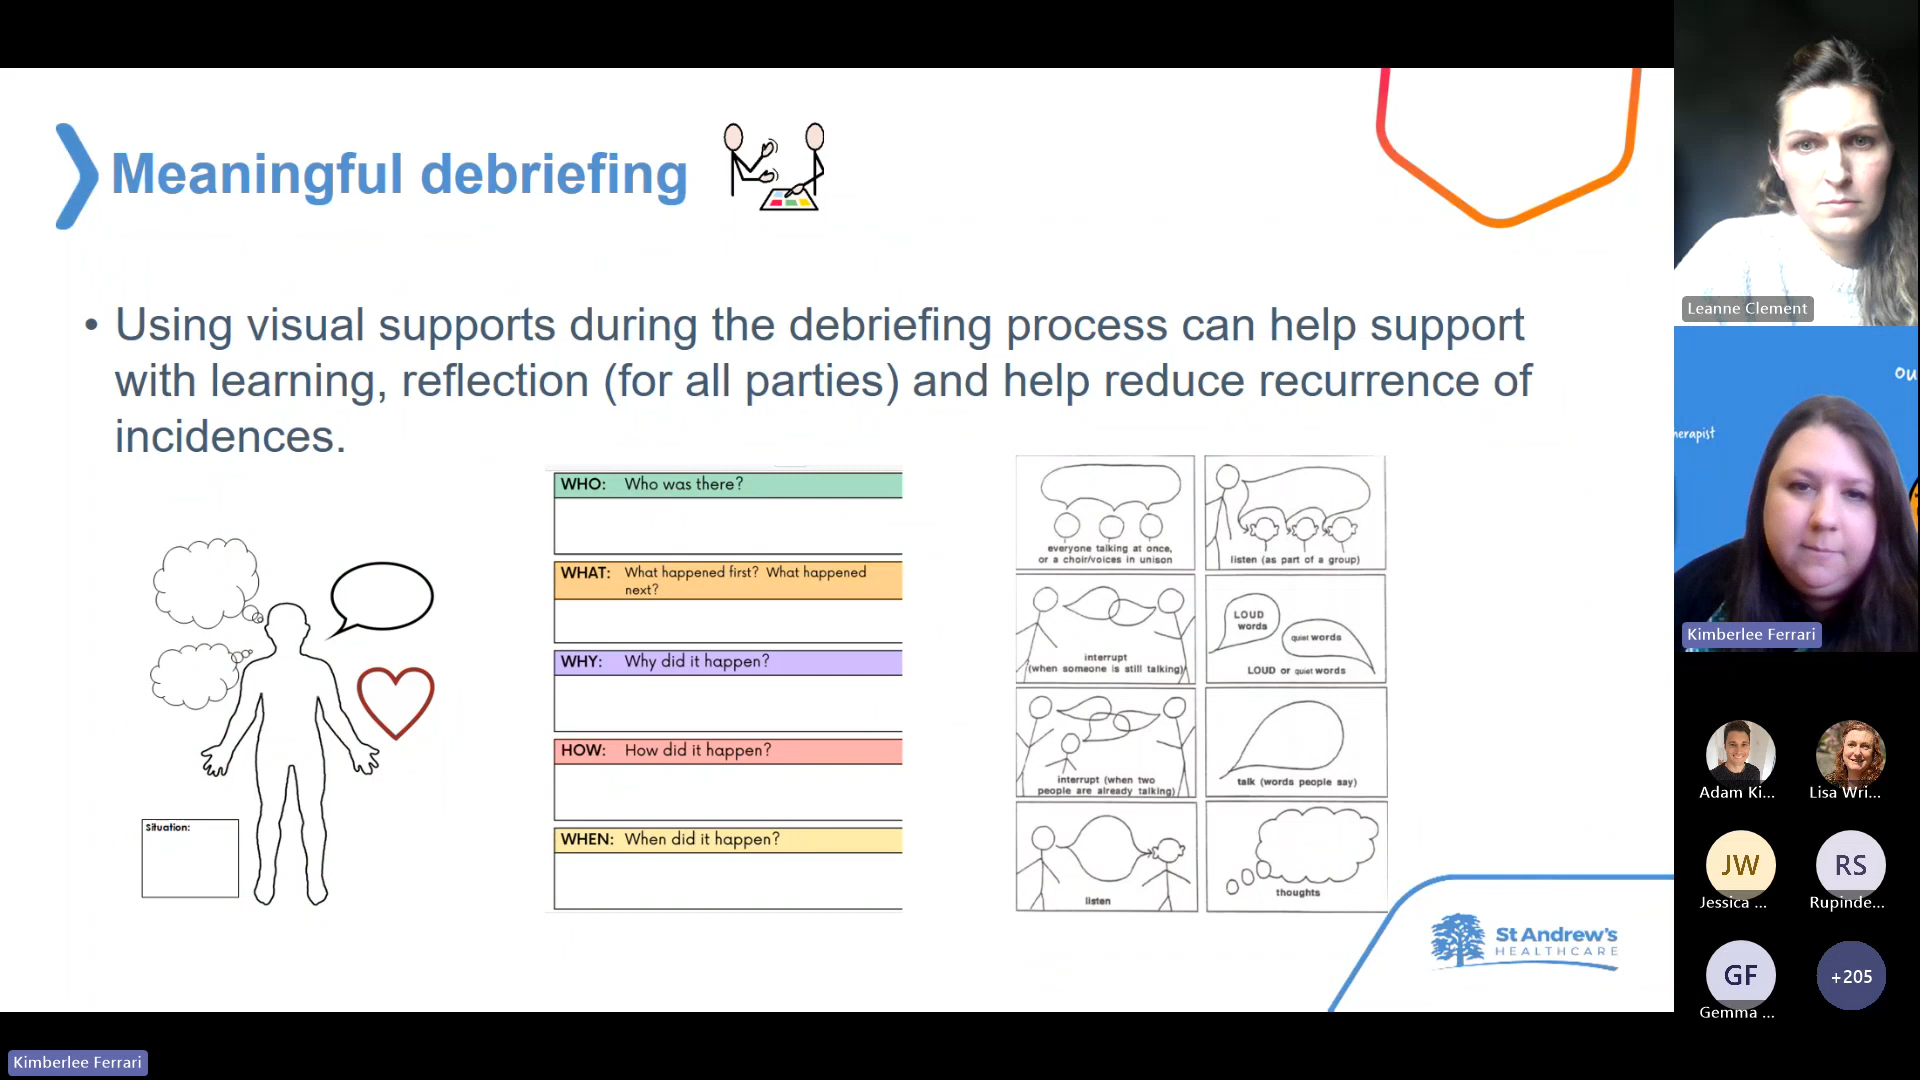 Meaningful debriefing
• Using visual supports during the debriefing process can help support
with learning, reflection (for all parties) and help reduce recurrence of
incidences.
Situation:
WHO: Who was there?
WHAT: What happened first? What happened
next?
WHY: Why did it happen?
HOW: How did it happen?
WHEN: When did it happen?
everyone talking at once,
or a choir/voices in unison
listen (as part of a group)
interrupt
(when someone is still talking)
LOUD
words
quiet words
LOUD or quiet words
interrupt (when two
people are already talking)
talk (words people say)
listen
thoughts
St Andrew's
HEALTHCARE
Leanne Clement
ou
herapist
Kimberlee Ferrari
Adam Ki...
Lisa Wri...
JW
RS
Jessica ...
Rupinde...
GF
+205
Gemma ...
Kimberlee Ferrari